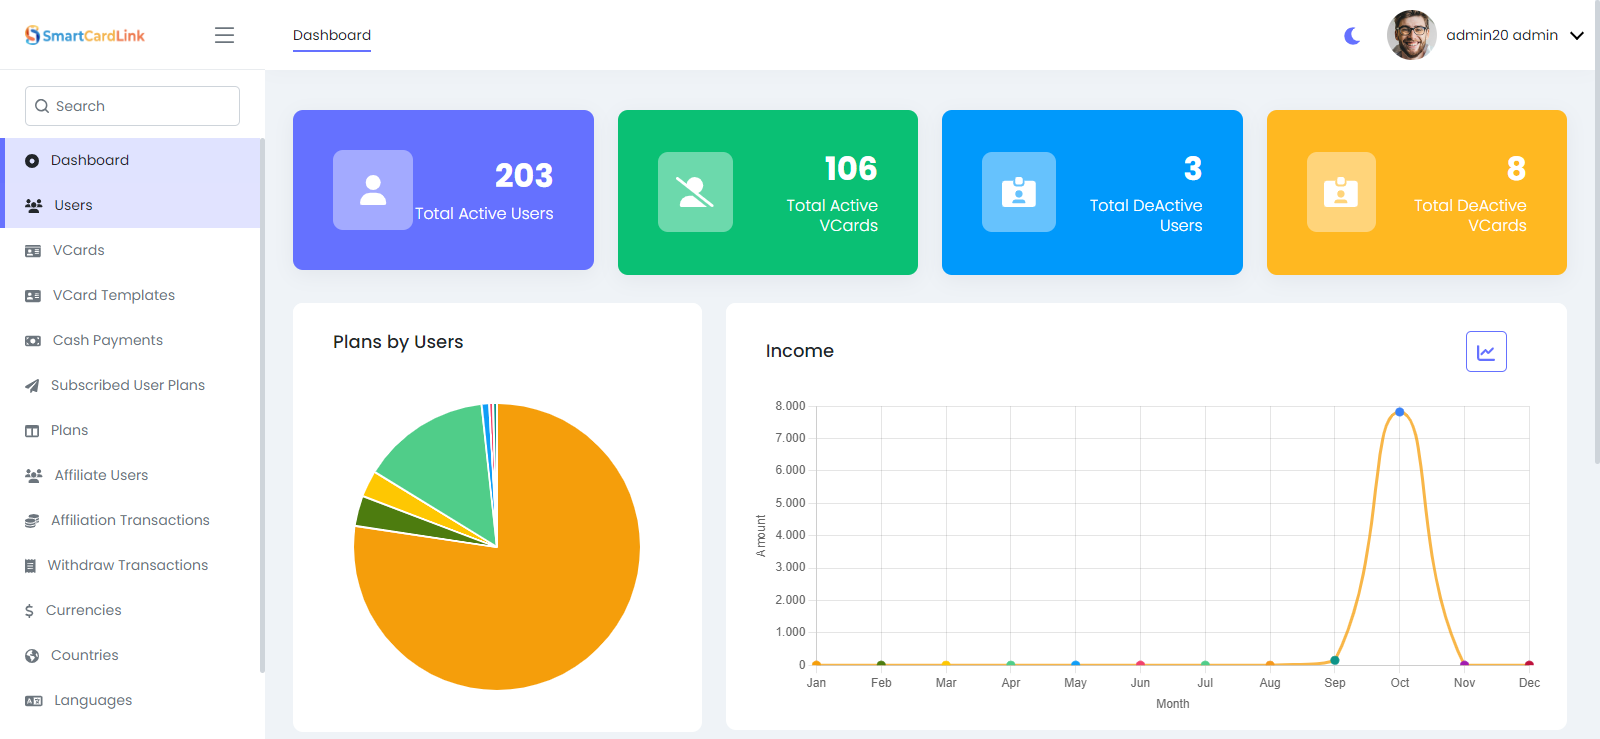 SmartCardLink
Dashboard
admin20 admin
Search
Dashboard
Users
VCards
VCard Templates
Cash Payments
Subscribed User Plans
Plans
Affiliate Users
Affiliation Transactions
Withdraw Transactions
Currencies
Countries
Languages
203
Total Active Users
106
Total Active
VCards
3
Total DeActive
Users
8
Total DeActive
VCards
Plans by Users
Income
8.000
7.000
6.000
5.000
4.000
3.000
2.000
1.000
0
Amount
Jan Feb Mar Apr May Jun Jul Aug Sep Oct Nov Dec
Month